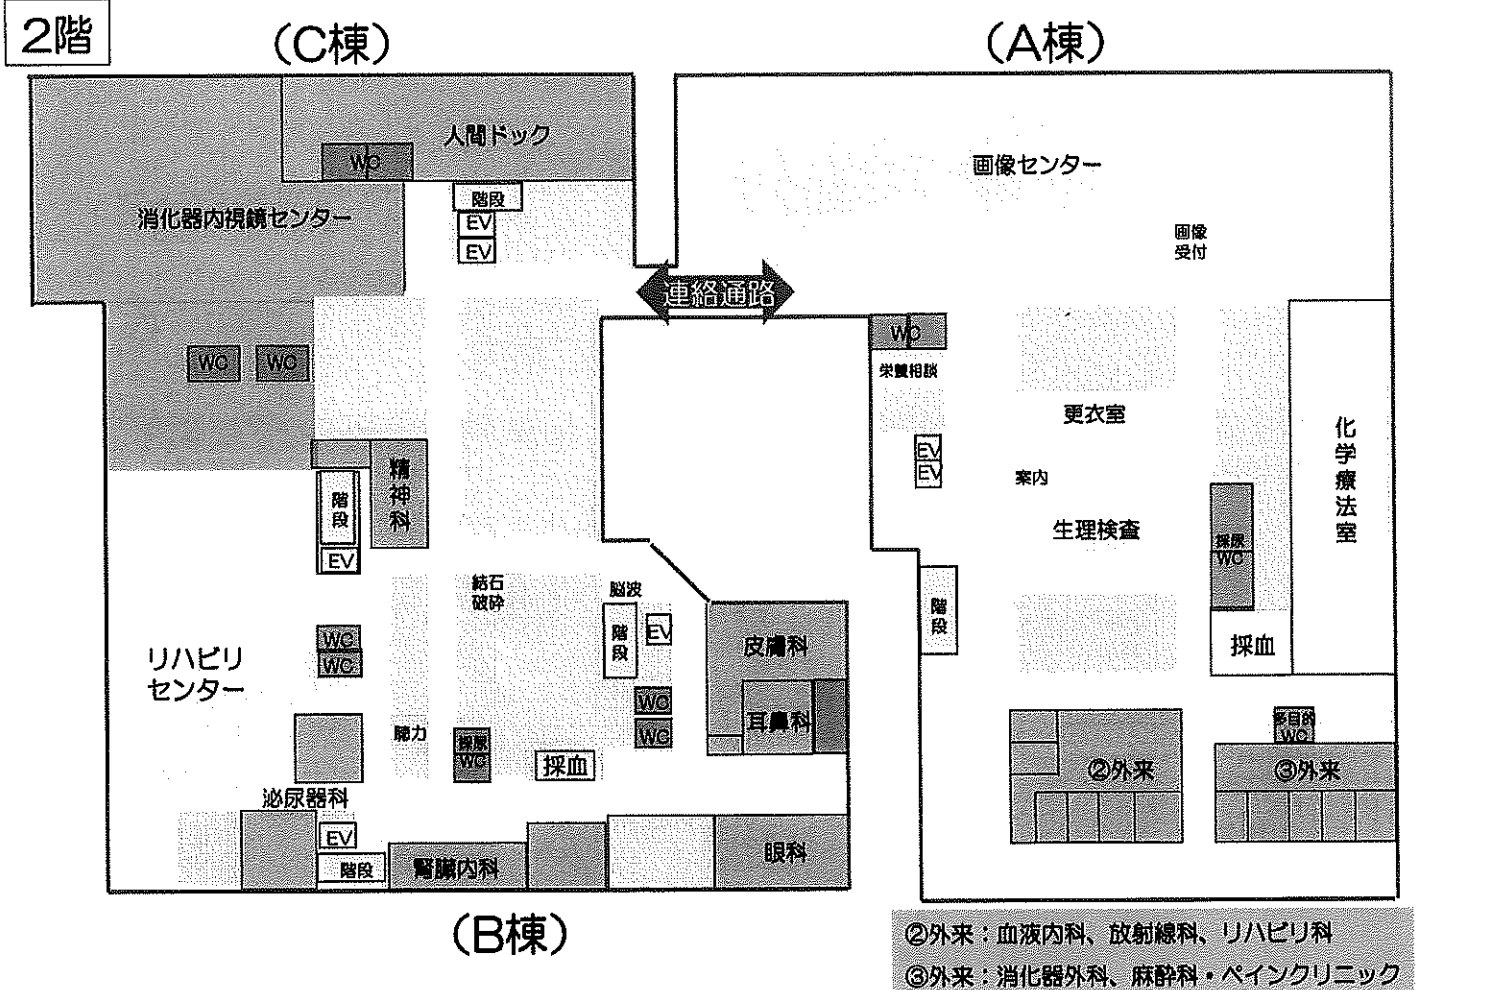 2階
（C棟）
（A棟）
人間ドック
WC
消化器内視鏡センター
階段
EV
EV
画像センター
画像
受付
連絡通路
WC
栄養相談
WC
WC
更衣室
EV
EV
案内
化学療法室
精神科
階段
EV
生理検査
採尿
WC
結石
破砕
脳波
階段
EV
階段
皮膚科
採血
リハビリ
センター
WC
WC
WC
WC
耳鼻科
肺力
採尿
WC
採血
多目的
WC
②外来
③外来
泌尿器科
EV
階段
腎臓内科
眼科
（B棟）
②外来：血液内科、放射線科、リハビリ科
③外来：消化器外科、麻酔科・ペインクリニック